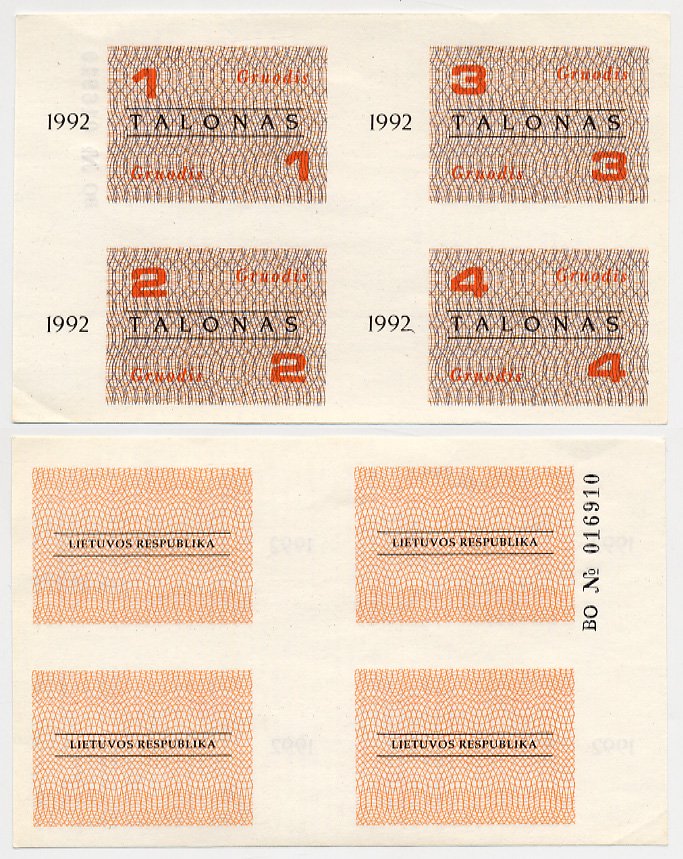 1 Gruodis
1992 TALONAS
Gruodis 1
3 Gruodis
1992 TALONAS
Gruodis 3
2 Gruodis
1992 TALONAS
Gruodis 2
4 Gruodis
1992 TALONAS
Gruodis 4
LIETUVOS RESPUBLIKA
LIETUVOS RESPUBLIKA
BO № 016910
LIETUVOS RESPUBLIKA
LIETUVOS RESPUBLIKA